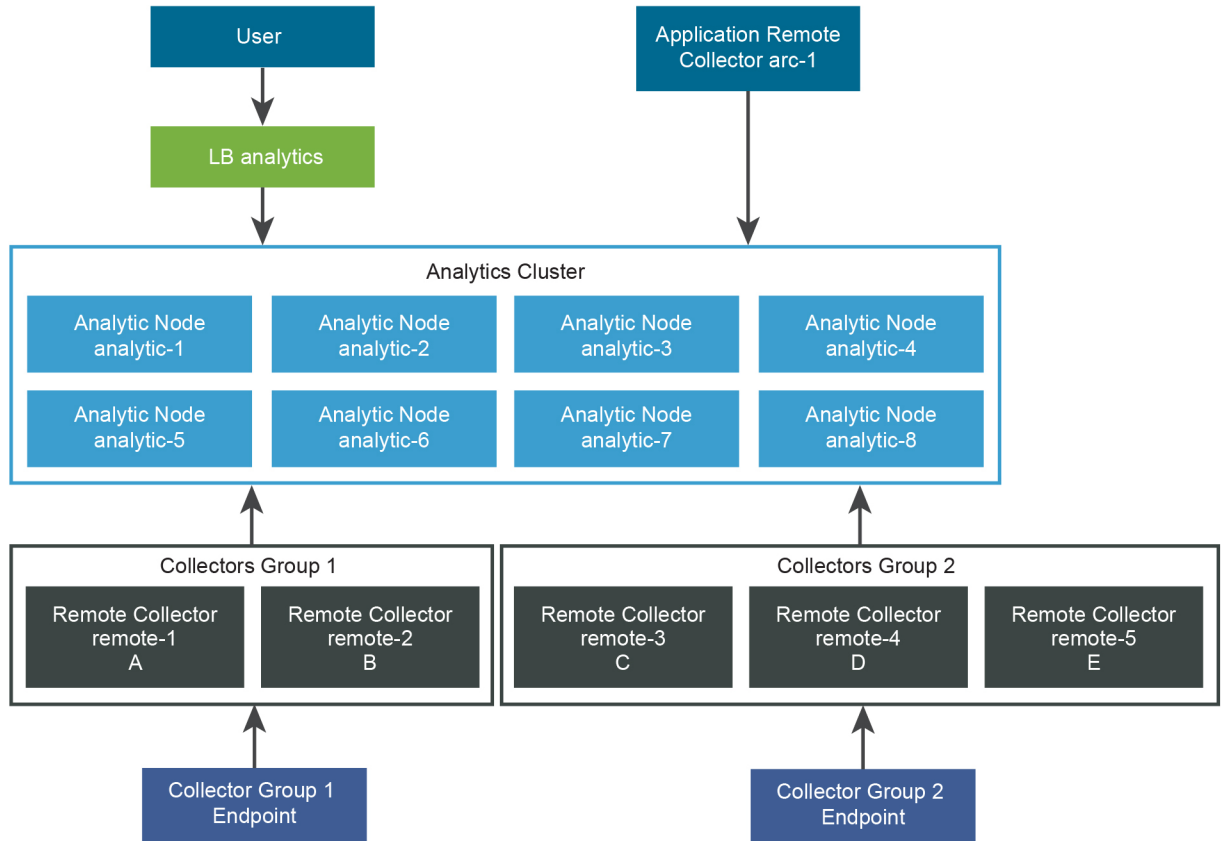 User
Application Remote
Collector arc-1
LB analytics
Analytics Cluster
Analytic Node
analytic-1
Analytic Node
analytic-2
Analytic Node
analytic-3
Analytic Node
analytic-4
Analytic Node
analytic-5
Analytic Node
analytic-6
Analytic Node
analytic-7
Analytic Node
analytic-8
Collectors Group 1
Remote Collector
remote-1
A
Remote Collector
remote-2
B
Collectors Group 2
Remote Collector
remote-3
C
Remote Collector
remote-4
D
Remote Collector
remote-5
E
Collector Group 1
Endpoint
Collector Group 2
Endpoint